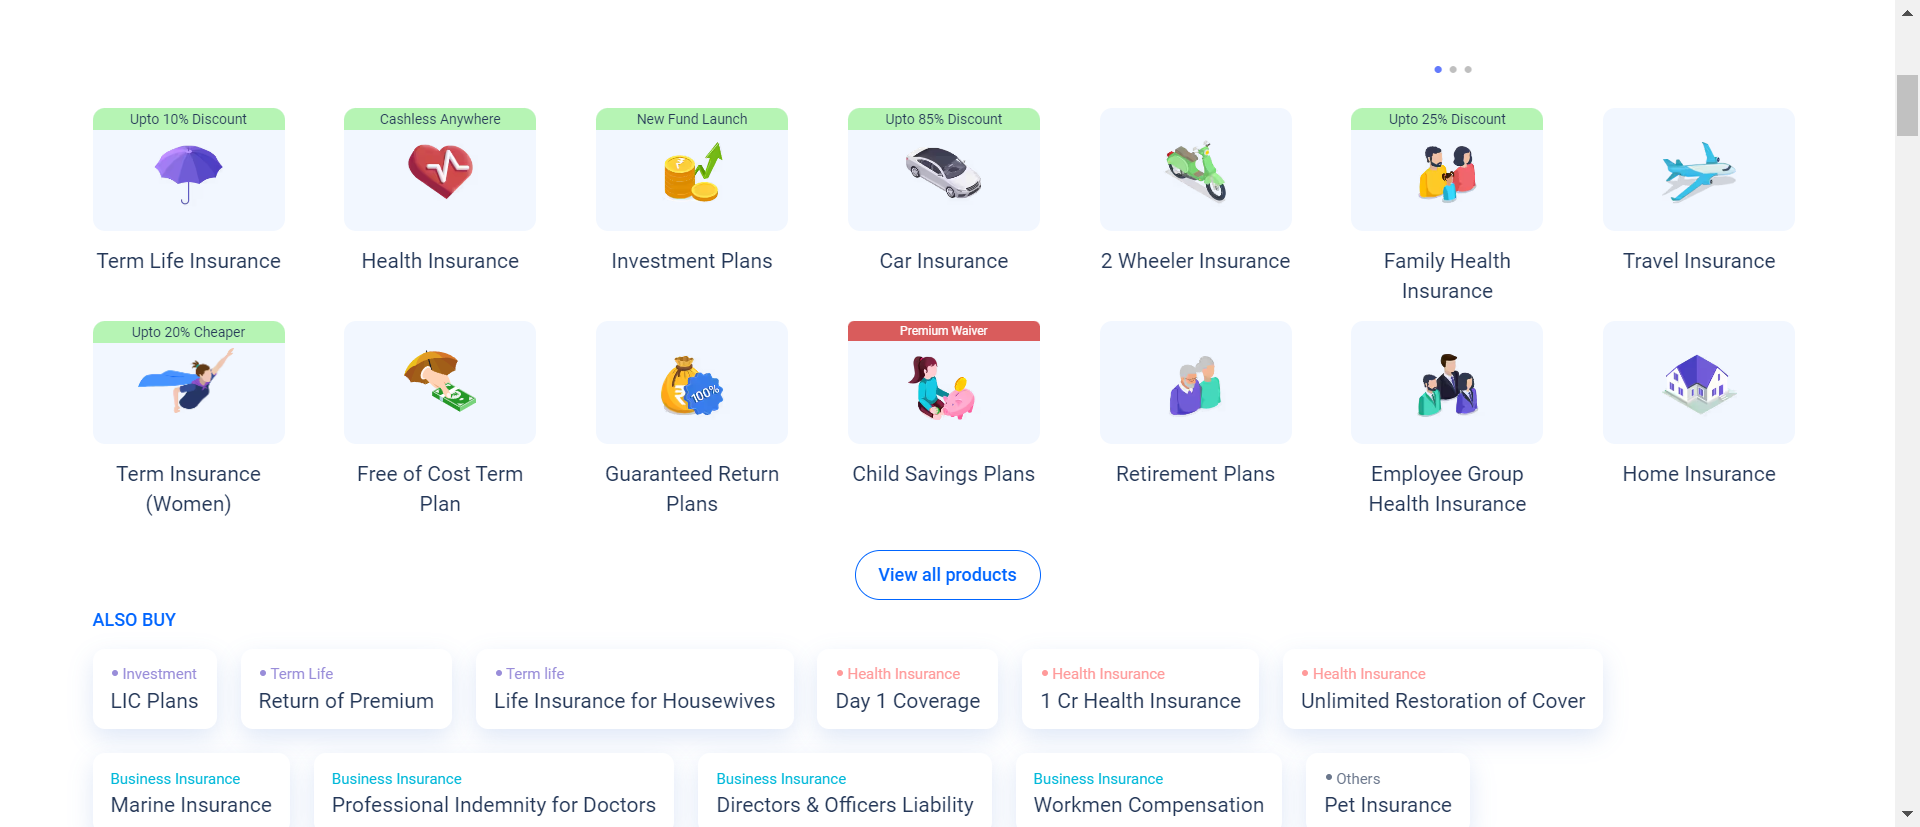 Upto 10% Discount
Cashless Anywhere
New Fund Launch
Upto 85% Discount
Upto 25% Discount
Term Life Insurance
Health Insurance
Investment Plans
Car Insurance
2 Wheeler Insurance
Family Health
Insurance
Travel Insurance
Upto 20% Cheaper
₹
100%
Premium Waiver
Term Insurance
(Women)
Free of Cost Term
Plan
Guaranteed Return
Plans
Child Savings Plans
Retirement Plans
Employee Group
Health Insurance
Home Insurance
View all products
ALSO BUY
Investment
LIC Plans
Term Life
Return of Premium
Term life
Life Insurance for Housewives
Health Insurance
Day 1 Coverage
Health Insurance
1 Cr Health Insurance
Health Insurance
Unlimited Restoration of Cover
Business Insurance
Marine Insurance
Business Insurance
Professional Indemnity for Doctors
Business Insurance
Directors & Officers Liability
Business Insurance
Workmen Compensation
Others
Pet Insurance